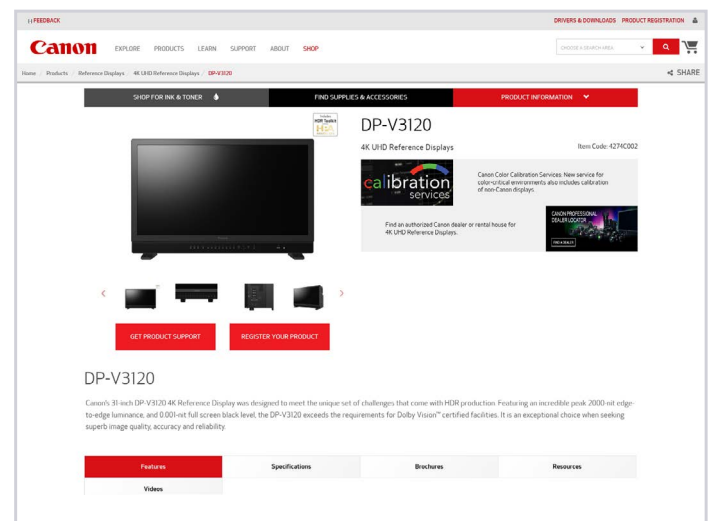 FEEDBACK
DRIVERS & DOWNLOADS PRODUCT REGISTRATION
Canon EXPLORE PRODUCTS LEARN SUPPORT ABOUT SHOP
CHOOSE A SEARCH AREA
Home / Products / Reference Displays 4K UHD Reference Displays / DP-V3120
SHARE
SHOP FOR INK & TONER
FIND SUPPLIES & ACCESSORIES
PRODUCT INFORMATION
HDR Toolkit
DP-V3120
4K UHD Reference Displays
Item Code: 4274C002
calibration
services
Canon Color Calibration Services: New service for
color-critical environments also includes calibration
of non-Canon displays.
Find an authorized Canon dealer or rental house for
4K UHD Reference Displays.
CANON PROFESSIONAL
DEALER LOCATOR
FIND A DEALER
GET PRODUCT SUPPORT
REGISTER YOUR PRODUCT
DP-V3120
Canon's 31-inch DP-V3120 4K Reference Display was designed to meet the unique set of challenges that come with HDR production. Featuring an incredible peak 2000-nit edge-
to-edge luminance, and 0.001-nit full screen black level, the DP-V3120 exceeds the requirements for Dolby Vision™ certified facilities. It is an exceptional choice when seeking
superb image quality, accuracy and reliability.
Features
Specifications
Brochures
Resources
Videos